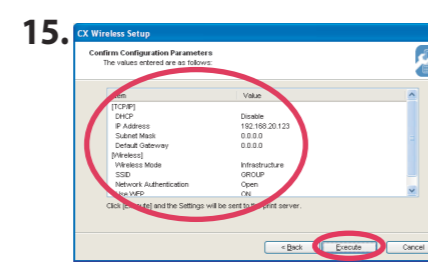 15.
CX Wireless Setup
Confirm Configuration Parameters
The values entered are as follows:
Item Value
[TCP/IP]
DHCP Disable
IP Address 192.168.20.123
Subnet Mask 0.0.0.0
Default Gateway 0.0.0.0
[Wireless]
Wireless Mode Infrastructure
SSID GROUP
Network Authentication Open
Use WEP ON
Click [Execute] and the Settings will be sent to the print server.
< Back Execute Cancel